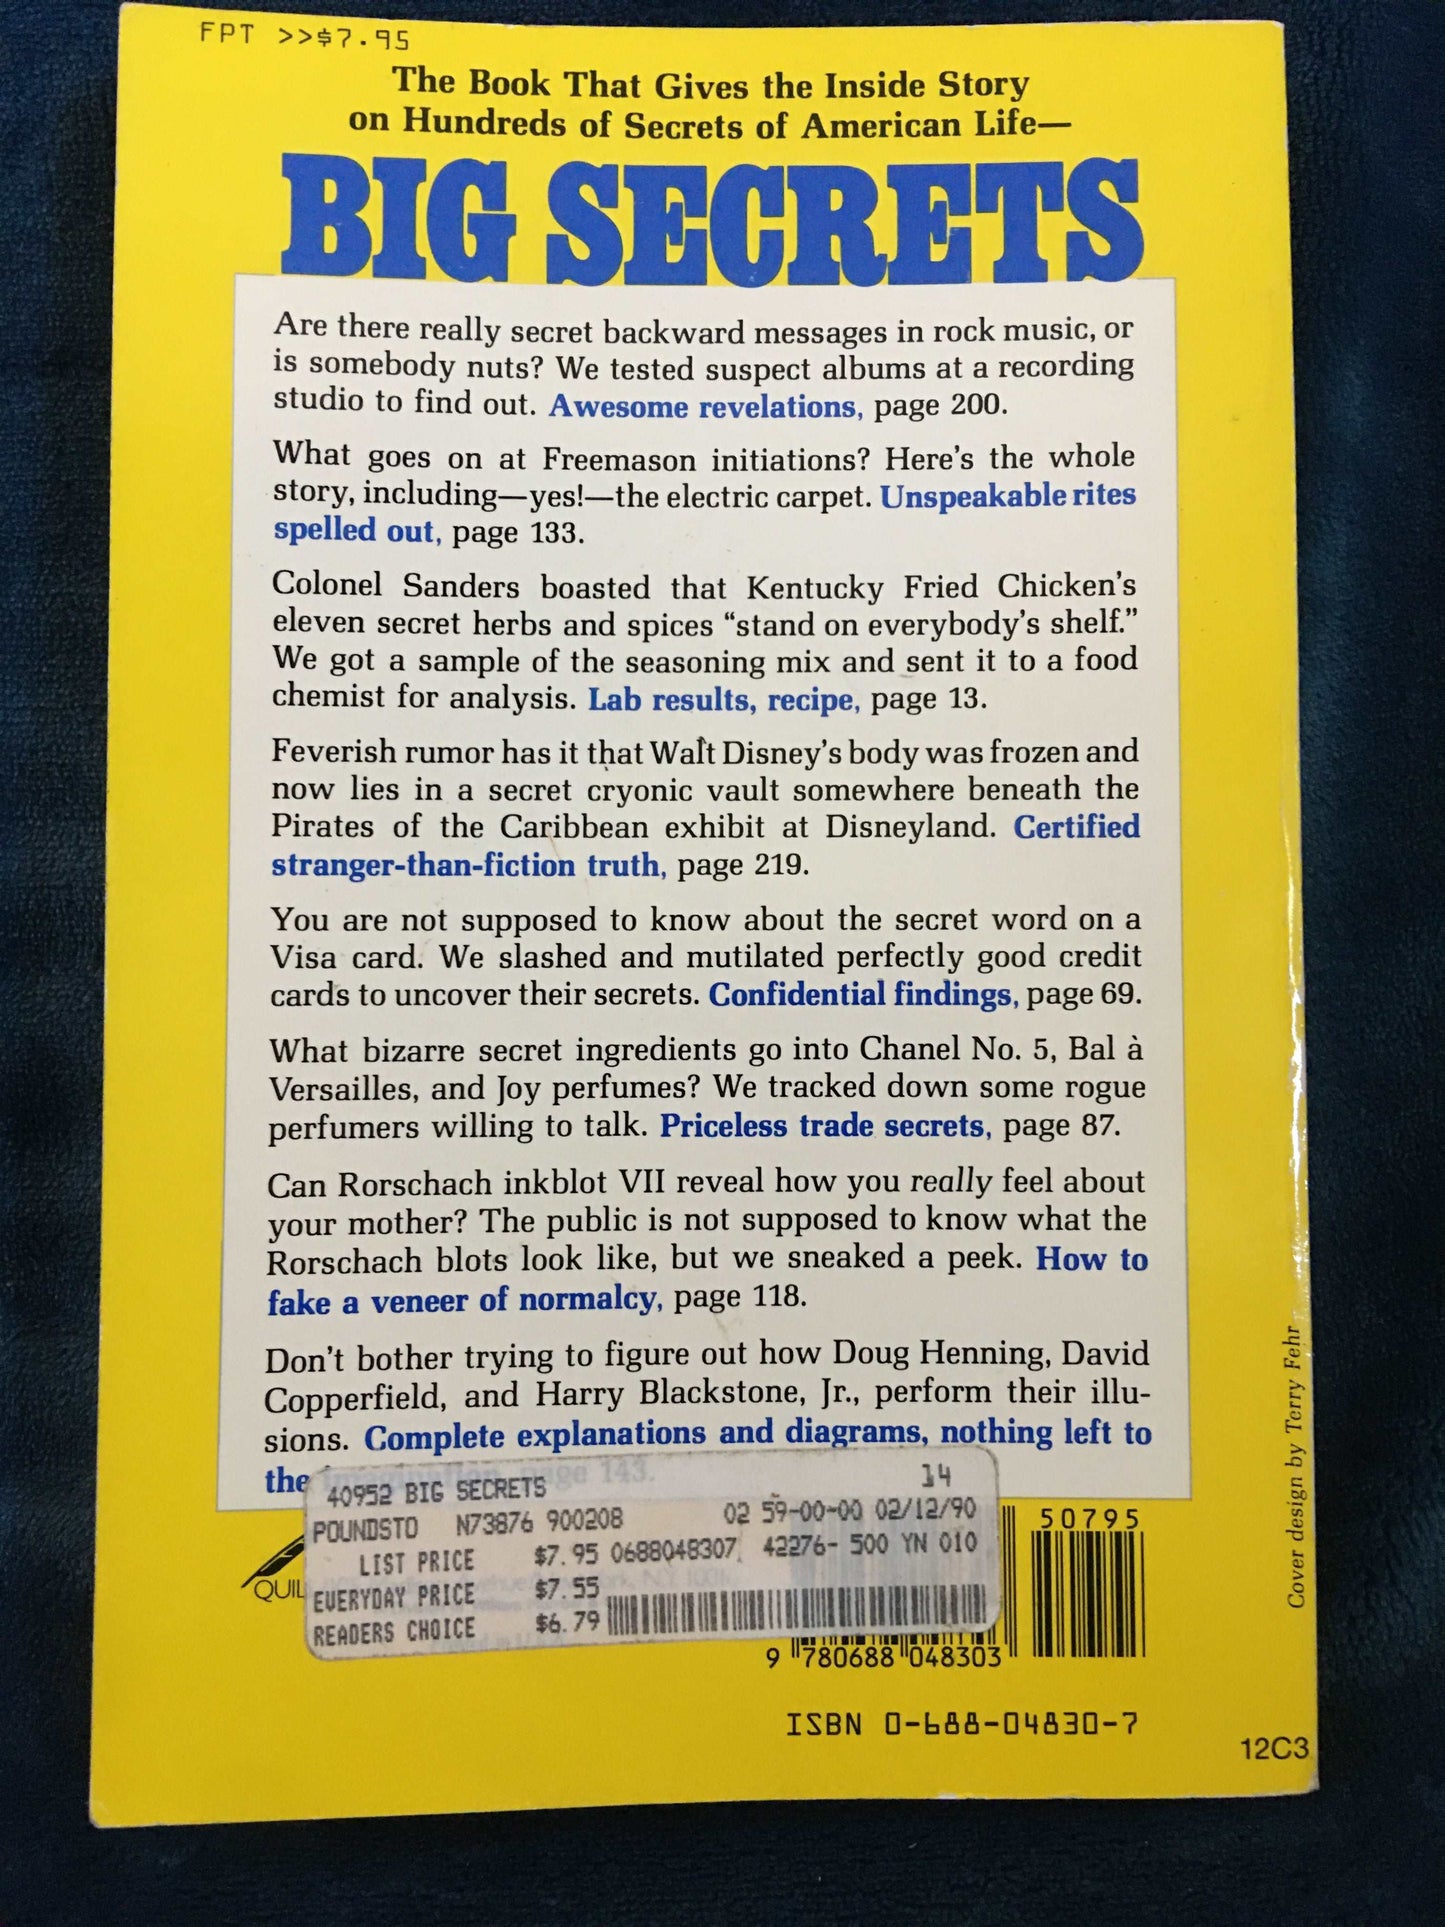 FPT >>$7.95
The Book That Gives the Inside Story
on Hundreds of Secrets of American Life—
BIG SECRETS
Are there really secret backward messages in rock music, or
is somebody nuts? We tested suspect albums at a recording
studio to find out. Awesome revelations, page 200.
What goes on at Freemason initiations? Here's the whole
story, including—yes!—the electric carpet. Unspeakable rites
spelled out, page 133.
Colonel Sanders boasted that Kentucky Fried Chicken's
eleven secret herbs and spices “stand on everybody's shelf.”
We got a sample of the seasoning mix and sent it to a food
chemist for analysis. Lab results, recipe, page 13.
Feverish rumor has it that Walt Disney's body was frozen and
now lies in a secret cryonic vault somewhere beneath the
Pirates of the Caribbean exhibit at Disneyland. Certified
stranger-than-fiction truth, page 219.
You are not supposed to know about the secret word on a
Visa card. We slashed and mutilated perfectly good credit
cards to uncover their secrets. Confidential findings, page 69.
What bizarre secret ingredients go into Chanel No. 5, Bal à
Versailles, and Joy perfumes? We tracked down some rogue
perfumers willing to talk. Priceless trade secrets, page 87.
Can Rorschach inkblot VII reveal how you really feel about
your mother? The public is not supposed to know what the
Rorschach blots look like, but we sneaked a peek. How to
fake a veneer of normalcy, page 118.
Don't bother trying to figure out how Doug Henning, David
Copperfield, and Harry Blackstone, Jr., perform their illu-
sions. Complete explanations and diagrams, nothing left to
the imagination, page 143.
40952 BIG SECRETS 14
POUNDSTO N73876 900208 02 59-00-00 02/12/90
LIST PRICE $7.95 0688048307 42276- 500 YN 010
EVERYDAY PRICE $7.55
READERS CHOICE $6.79
QUIL
50795
9 780688 048303
ISBN 0-688-04830-7
12C3
Cover design by Terry Fehr